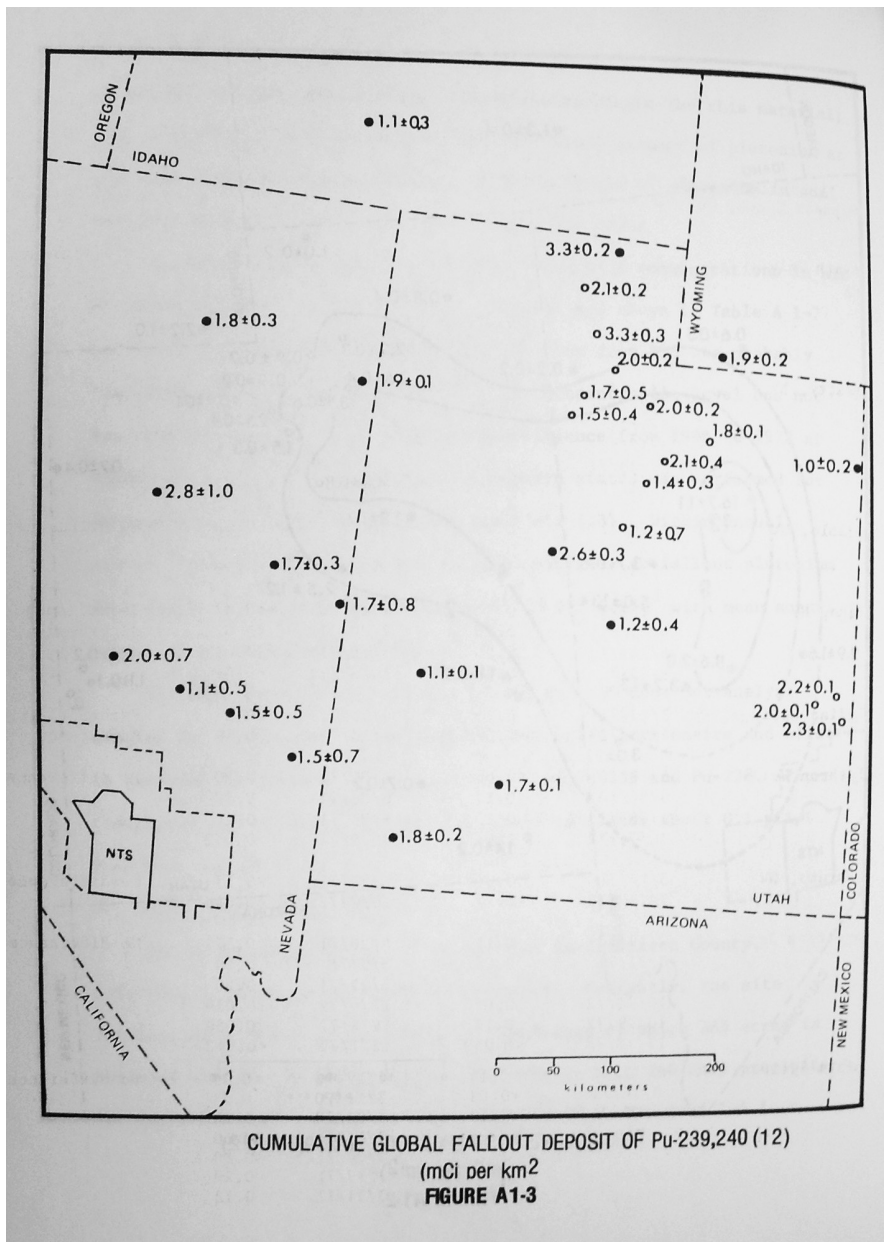 OREGON
1.1±0.3
IDAHO
3.3±0.2
WYOMING
2.1±0.2
1.8±0.3
3.3±0.3
2.0±0.2
1.9±0.2
1.9±0.1
1.7±0.5
2.0±0.2
1.5±0.4
1.8±0.1
2.1±0.4
1.0±0.2
1.4±0.3
2.8±1.0
1.2±0.7
2.6±0.3
1.7±0.3
1.7±0.8
1.2±0.4
2.0±0.7
1.1±0.1
1.1±0.5
2.2±0.1
2.0±0.1
1.5±0.5
2.3±0.1
1.5±0.7
1.7±0.1
1.8±0.2
NTS
COLORADO
UTAH
NEVADA
ARIZONA
CALIFORNIA
NEW MEXICO
0 50 100 200
kilometers
CUMULATIVE GLOBAL FALLOUT DEPOSIT OF Pu-239,240 (12)
(mCi per km2
FIGURE A1-3